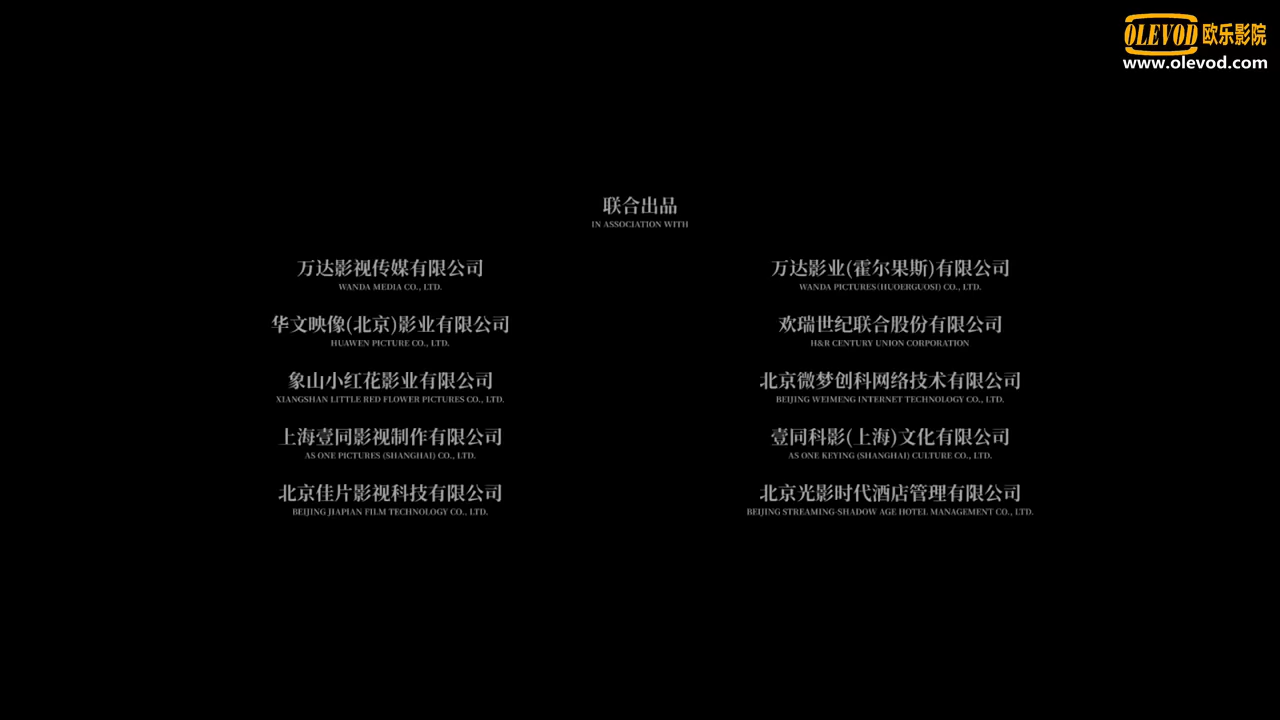 OLEVOD 欧乐影院
www.olevod.com
联合出品
IN ASSOCIATION WITH
万达影视传媒有限公司
WANDA MEDIA CO., LTD.
万达影业(霍尔果斯)有限公司
WANDA PICTURES(HUOERGUOSI) CO., LTD.
华文映像(北京)影业有限公司
HUAWEN PICTURE CO., LTD.
欢瑞世纪联合股份有限公司
H&R CENTURY UNION CORPORATION
象山小红花影业有限公司
XIANGSHAN LITTLE RED FLOWER PICTURES CO., LTD.
北京微梦创科网络技术有限公司
BEIJING WEIMENG INTERNET TECHNOLOGY CO., LTD.
上海壹同影视制作有限公司
AS ONE PICTURES (SHANGHAI) CO., LTD.
壹同科影(上海)文化有限公司
AS ONE KEYING (SHANGHAI) CULTURE CO., LTD.
北京佳片影视科技有限公司
BEIJING JIAPIAN FILM TECHNOLOGY CO., LTD.
北京光影时代酒店管理有限公司
BEIJING STREAMING-SHADOW AGE HOTEL MANAGEMENT CO., LTD.